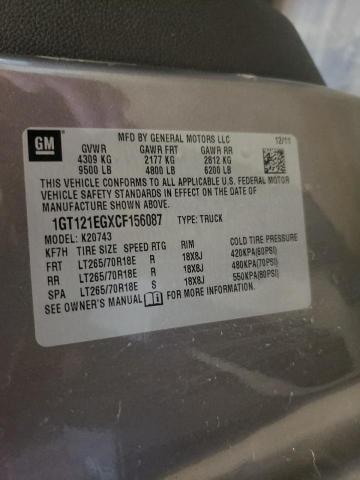 GM
MFD BY GENERAL MOTORS LLC 12/11
GVWR GAWR FRT GAWR RR
4309 KG 2177 KG 2812 KG
9500 LB 4800 LB 6200 LB
THIS VEHICLE CONFORMS TO ALL APPLICABLE U.S. FEDERAL MOTOR
VEHICLE SAFETY STANDARDS IN EFFECT ON THE DATE OF
MANUFACTURE SHOWN ABOVE.
1GT121EGXCF156087 TYPE: TRUCK
MODEL: K20743
KF7H TIRE SIZE SPEED RTG RIM COLD TIRE PRESSURE
FRT LT265/70R18E R 18X8J 420KPA(60PSI)
RR LT265/70R18E R 18X8J 480KPA(70PSI)
SPA LT265/70R18E S 18X8J 550KPA(80PSI)
SEE OWNER'S MANUAL FOR MORE INFORMATION.